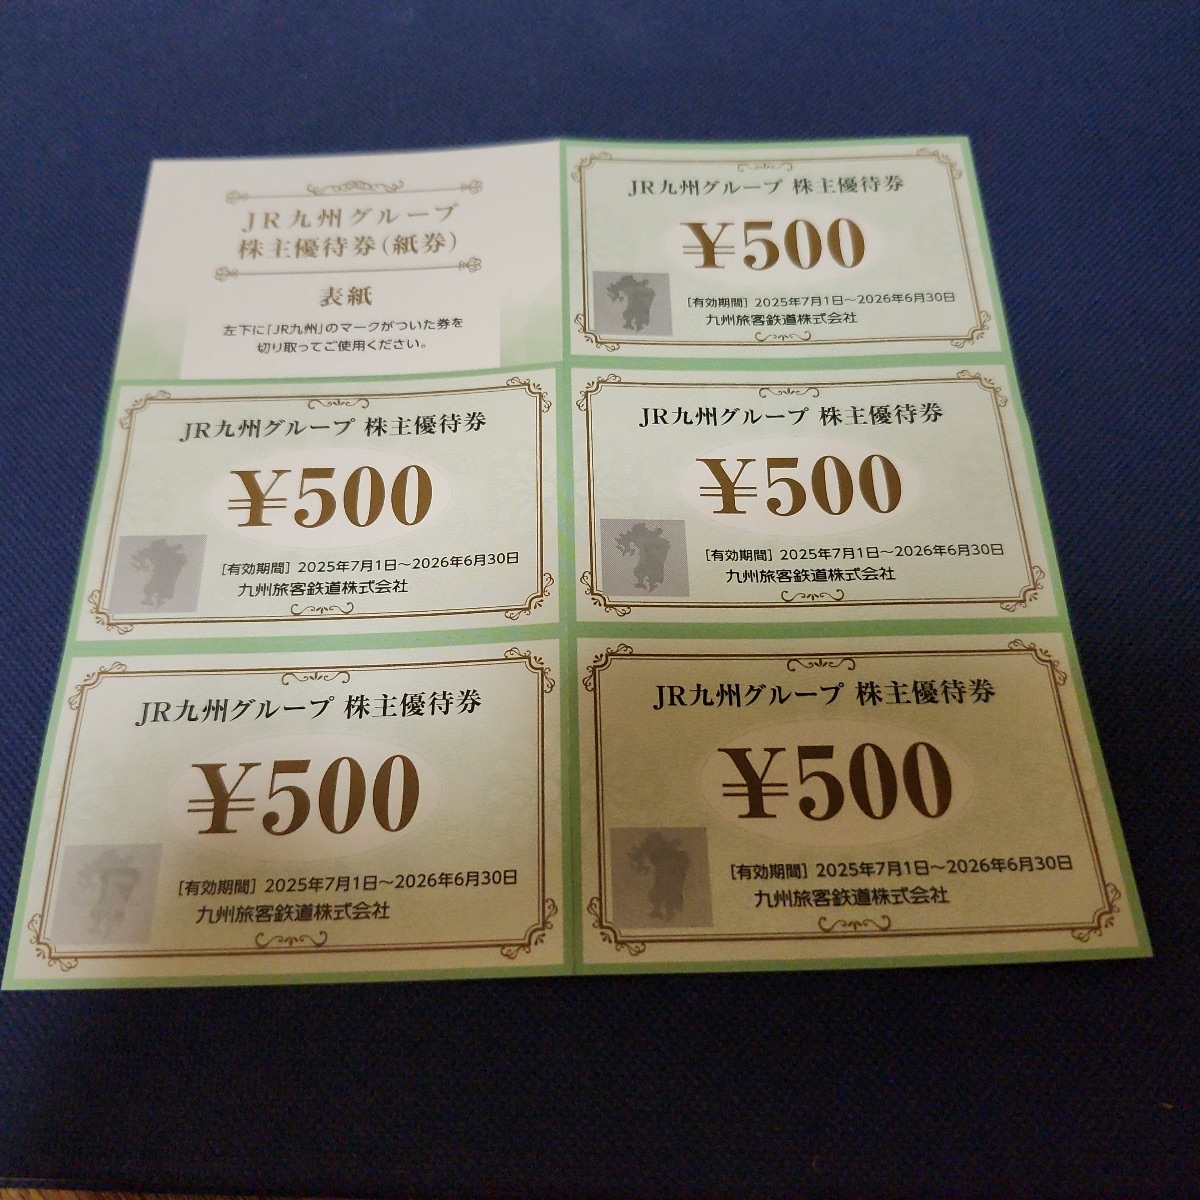 JR九州グループ
株主優待券(紙券)
表紙
左下に「JR九州」のマークがついた券を
切り取ってご使用ください。
JR九州グループ 株主優待券
¥500
[有効期間] 2025年7月1日～2026年6月30日
九州旅客鉄道株式会社
JR九州グループ 株主優待券
¥500
[有効期間] 2025年7月1日～2026年6月30日
九州旅客鉄道株式会社
JR九州グループ 株主優待券
¥500
[有効期間] 2025年7月1日～2026年6月30日
九州旅客鉄道株式会社
JR九州グループ 株主優待券
¥500
[有効期間] 2025年7月1日～2026年6月30日
九州旅客鉄道株式会社
JR九州グループ 株主優待券
¥500
[有効期間] 2025年7月1日～2026年6月30日
九州旅客鉄道株式会社